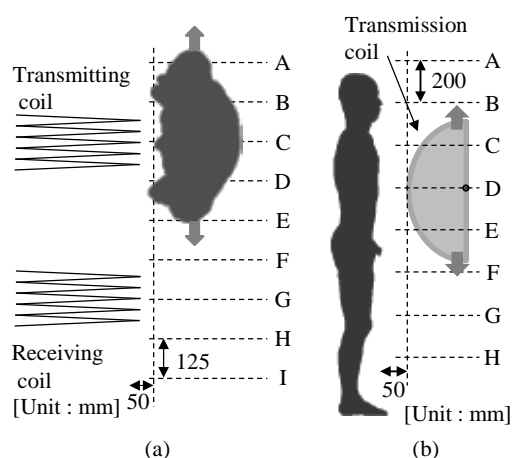 Transmitting
coil
A
B
C
D
E
F
G
H
I
125
50
Receiving
coil
[Unit : mm]
(a)
Transmission
coil
A
200
B
C
D
E
F
G
H
50
[Unit : mm]
(b)